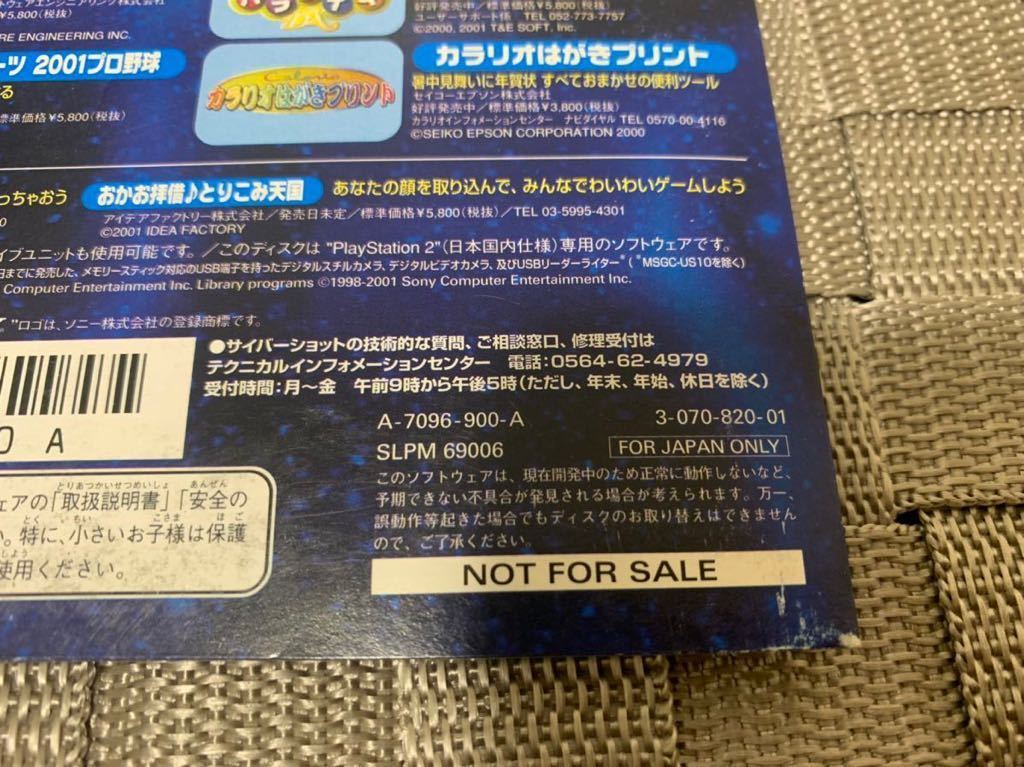 ¥5,800(税抜)
RE ENGINEERING INC.
ーツ 2001プロ野球
る
標準価格¥5,800(税抜)
好評発売中/標準価格¥5,800(税抜)
ユーザーサポート係 TEL 052-773-7757
©2000, 2001 T&E SOFT, Inc.
Colorio
カラリオはがきプリント
カラリオはがきプリント
暑中見舞いに年賀状 すべておまかせの便利ツール
セイコーエプソン株式会社
好評発売中/標準価格¥3,800(税抜)
カラリオインフォメーションセンター ナビダイヤル TEL 0570-00-4116
©SEIKO EPSON CORPORATION 2000
っちゃおう
おかお拝借♪とりこみ天国
あなたの顔を取り込んで、みんなでわいわいゲームしよう
アイデアファクトリー株式会社/発売日未定/標準価格¥5,800(税抜)/TEL 03-5995-4301
©2001 IDEA FACTORY
イブユニットも使用可能です。/このディスクは "PlayStation 2"(日本国内仕様)専用のソフトウェアです。
日までに発売した、メモリースティック対応のUSB端子を持ったデジタルスチルカメラ、デジタルビデオカメラ、及びUSBリーダーライター*(*MSGC-US10を除く)
Computer Entertainment Inc. Library programs ©1998-2001 Sony Computer Entertainment Inc.
"ロゴは、ソニー株式会社の登録商標です。
●サイバーショットの技術的な質問、ご相談窓口、修理受付は
テクニカルインフォメーションセンター 電話:0564-62-4979
受付時間:月~金 午前9時から午後5時(ただし、年末、年始、休日を除く)
0 A
A-7096-900-A 3-070-820-01
SLPM 69006 FOR JAPAN ONLY
このソフトウェアは、現在開発中のため正常に動作しないなど、
予期できない不具合が発見される場合が考えられます。万一、
誤動作等起きた場合でもディスクのお取り替えはできません
ので、ご了承ください。
ェアの「取扱説明書」「安全の
い。特に、小さいお子様は保護
使用ください。
NOT FOR SALE